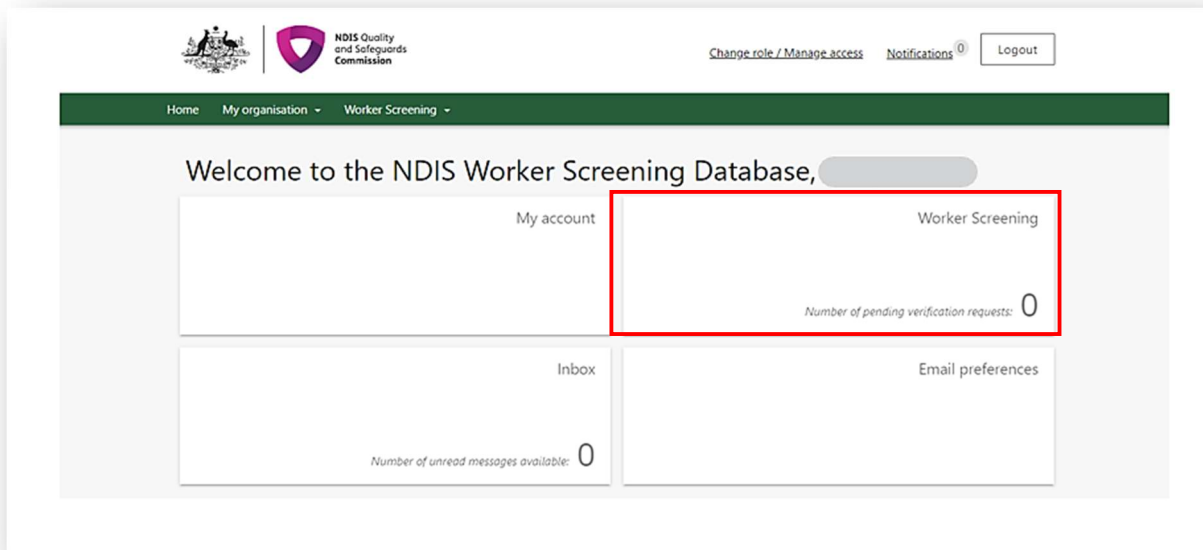 NDIS Quality
and Safeguards
Commission
Change role / Manage access Notifications 0 Logout
Home My organisation Worker Screening
Welcome to the NDIS Worker Screening Database,
My account
Worker Screening
Number of pending verification requests: 0
Inbox
Number of unread messages available: 0
Email preferences